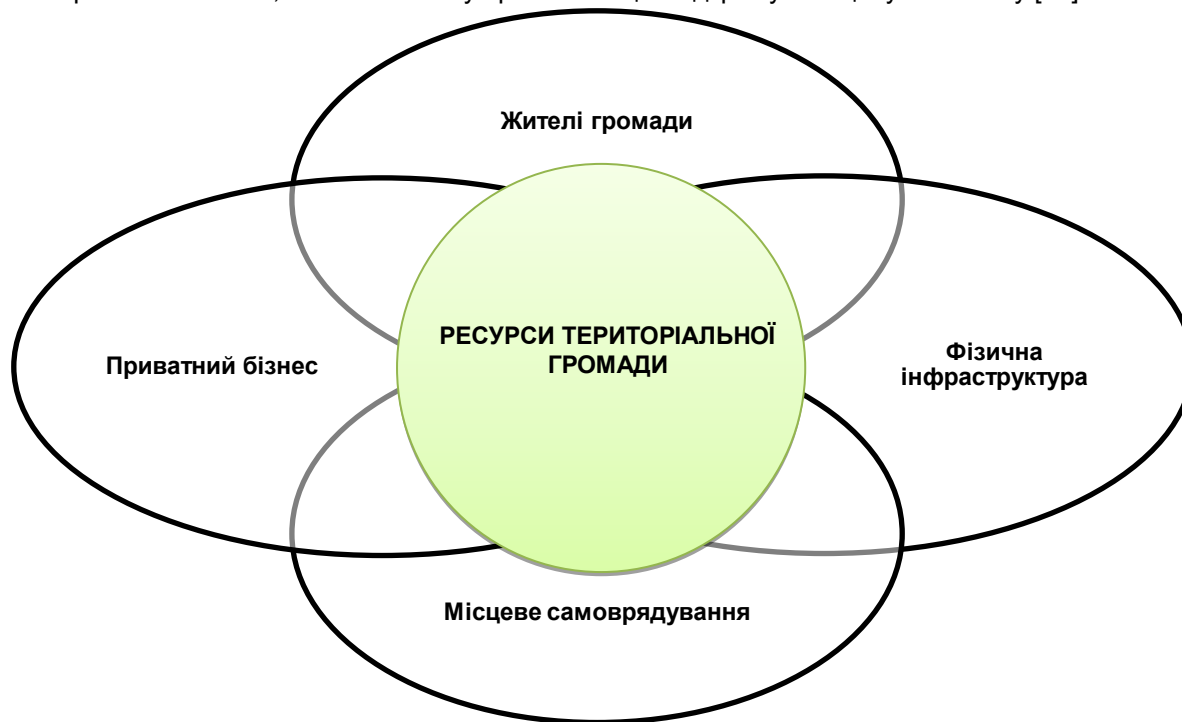 Жителі громади
РЕСУРСИ ТЕРИТОРІАЛЬНОЇ
ГРОМАДИ
Приватний бізнес
Фізична
інфраструктура
Місцеве самоврядування